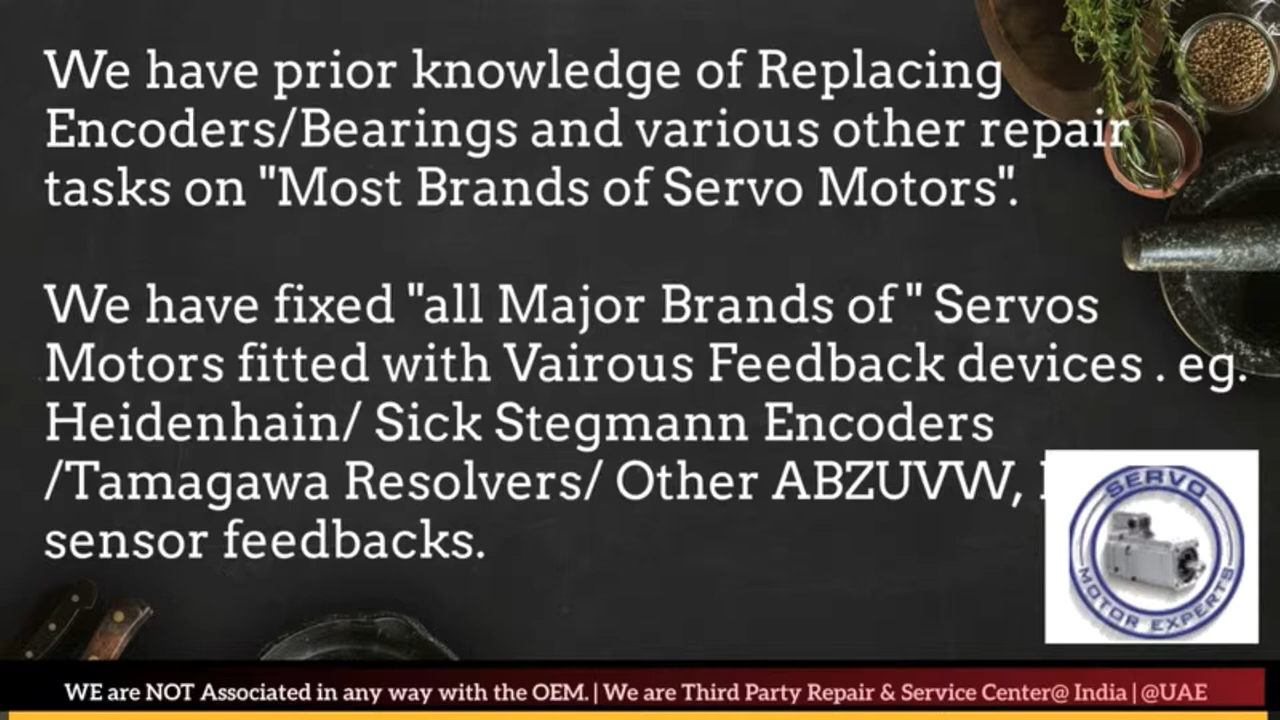 We have prior knowledge of Replacing
Encoders/Bearings and various other repair
tasks on "Most Brands of Servo Motors".
We have fixed "all Major Brands of " Servos
Motors fitted with Vairous Feedback devices . eg.
Heidenhain/ Sick Stegmann Encoders
/Tamagawa Resolvers/ Other ABZUVW,
sensor feedbacks.
SERVO
MOTOR EXPERTS
WE are NOT Associated in any way with the OEM. | We are Third Party Repair & Service Center@ India | @UAE